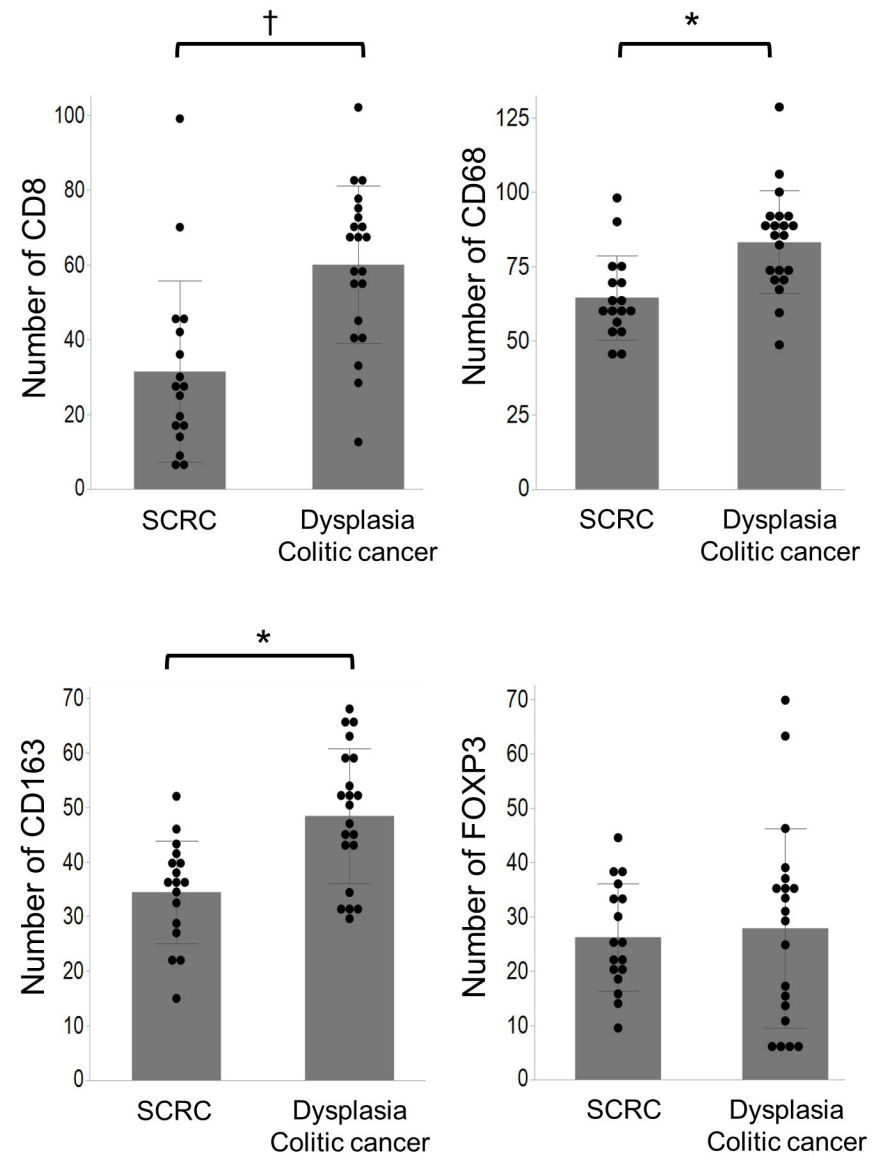 †
*
Number of CD8
100
80
60
40
20
0
SCRC
Dysplasia
Colitic cancer
Number of CD68
125
100
75
50
25
0
SCRC
Dysplasia
Colitic cancer
*
Number of CD163
70
60
50
40
30
20
10
0
SCRC
Dysplasia
Colitic cancer
Number of FOXP3
70
60
50
40
30
20
10
0
SCRC
Dysplasia
Colitic cancer